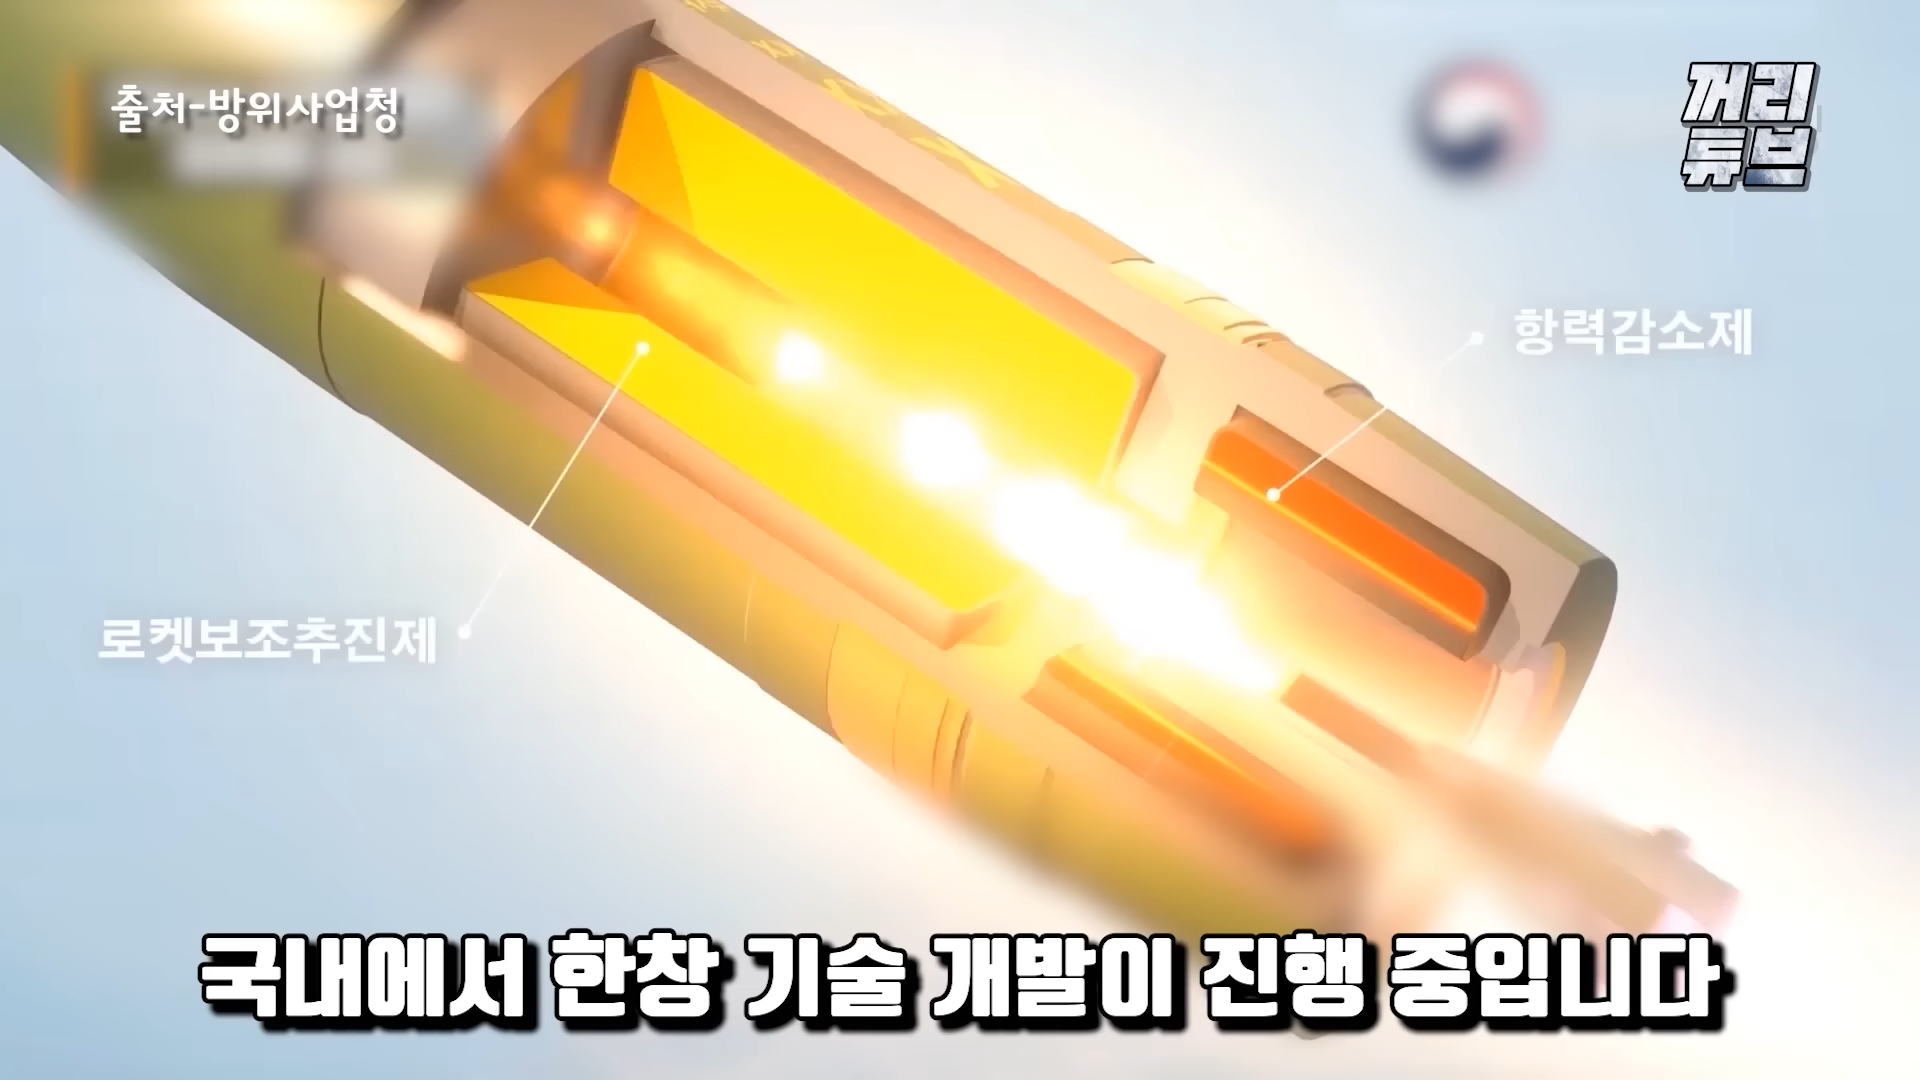 출처-방위사업청
꺼리
튜브
항력감소제
로켓보조추진제
국내에서 한창 기술 개발이 진행 중입니다